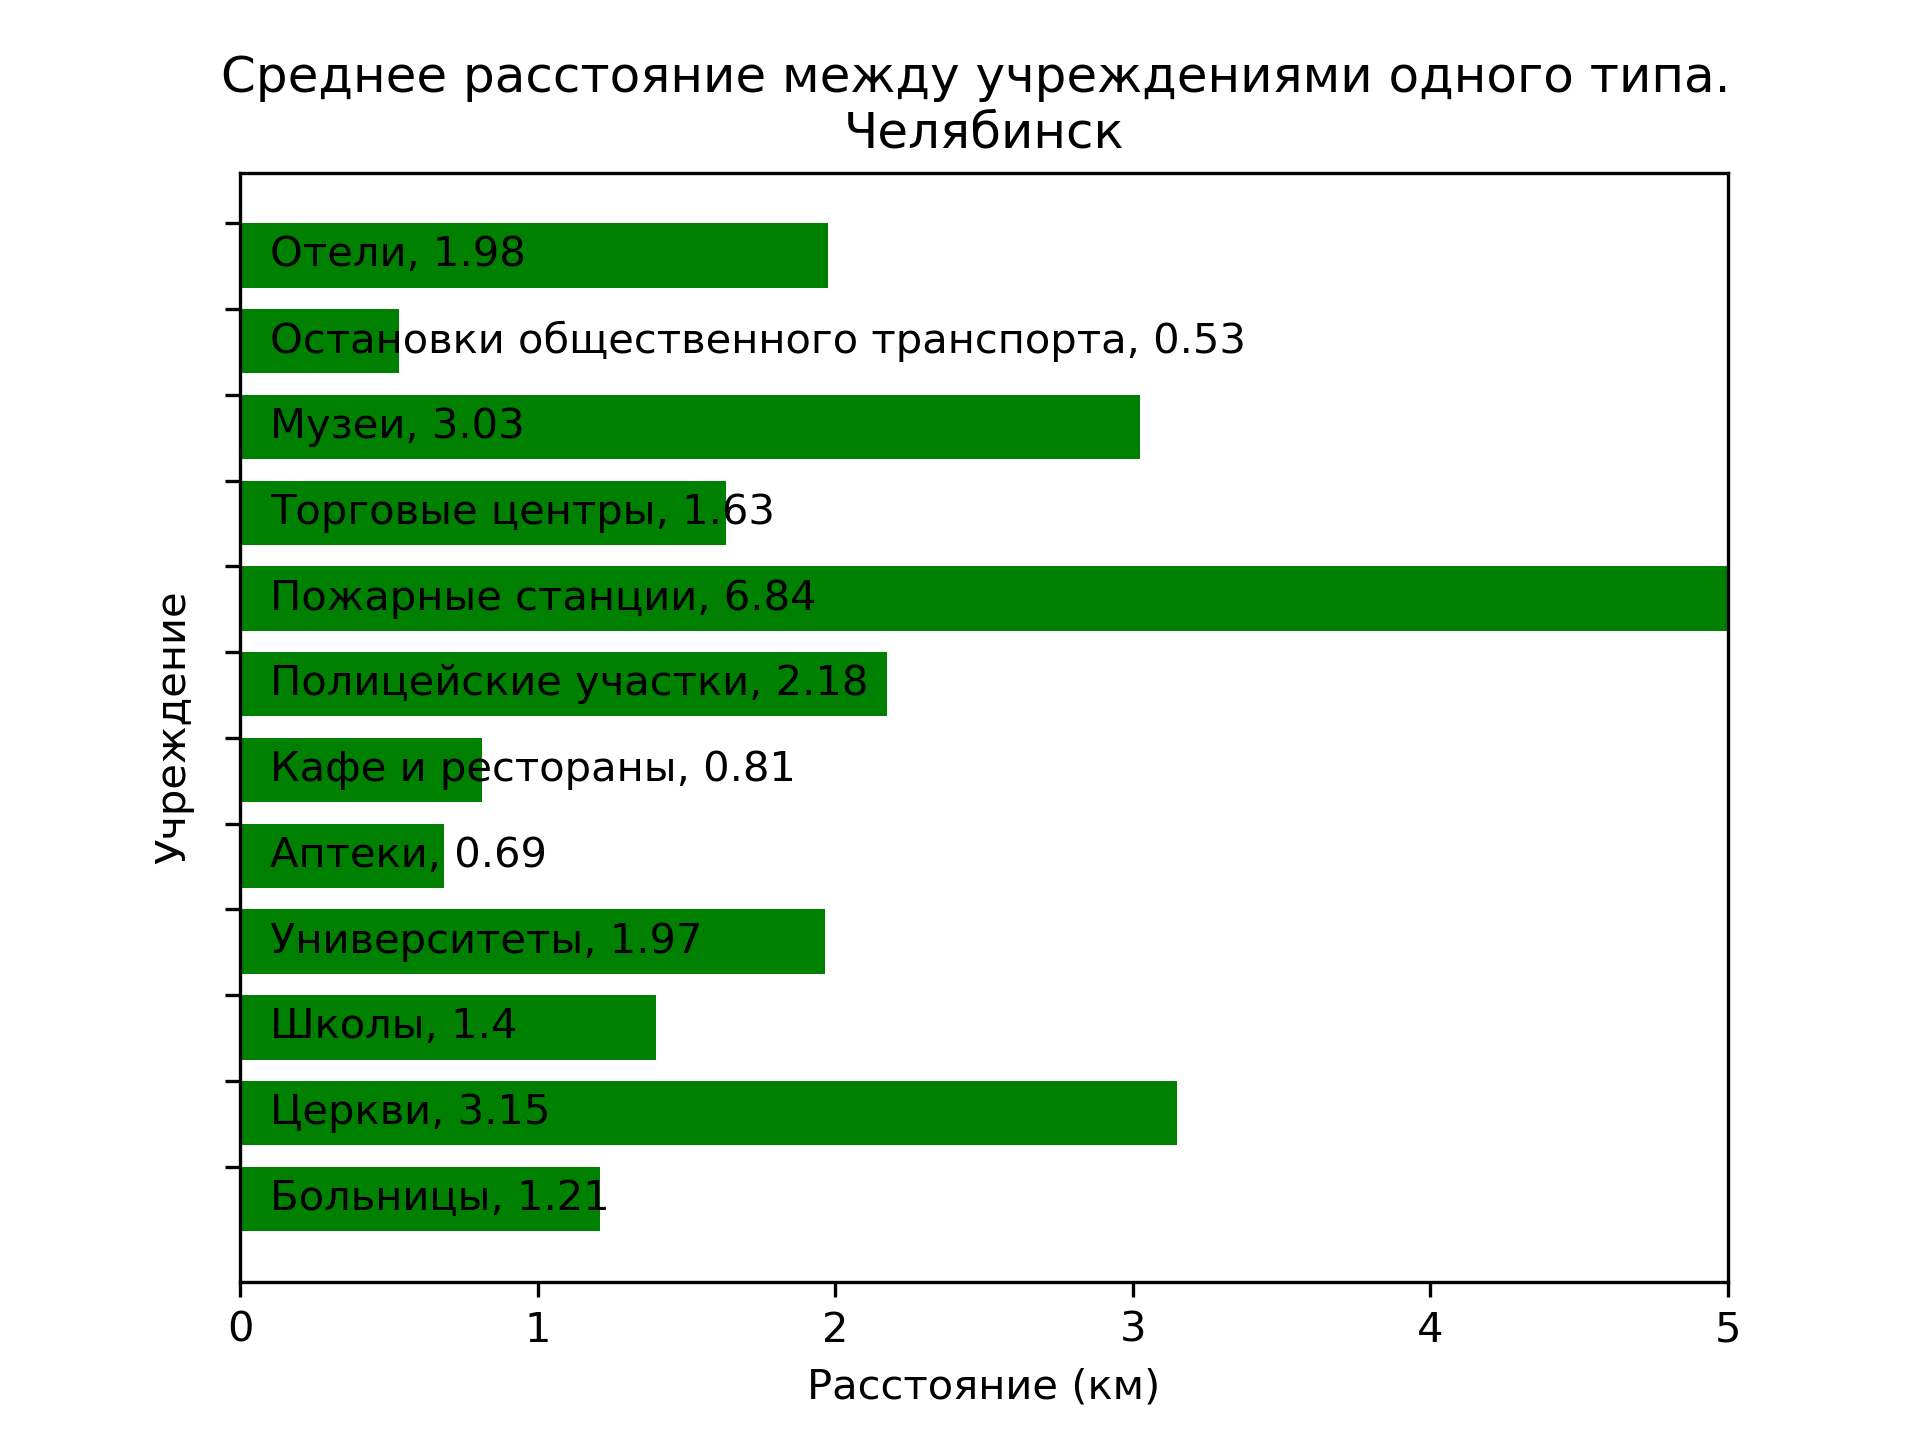 Среднее расстояние между учреждениями одного типа.
Челябинск
Отели, 1.98
Остановки общественного транспорта, 0.53
Музеи, 3.03
Торговые центры, 1.63
Пожарные станции, 6.84
Полицейские участки, 2.18
Кафе и рестораны, 0.81
Аптеки, 0.69
Университеты, 1.97
Школы, 1.4
Церкви, 3.15
Больницы, 1.21
Учреждение
0 1 2 3 4 5
Расстояние (км)